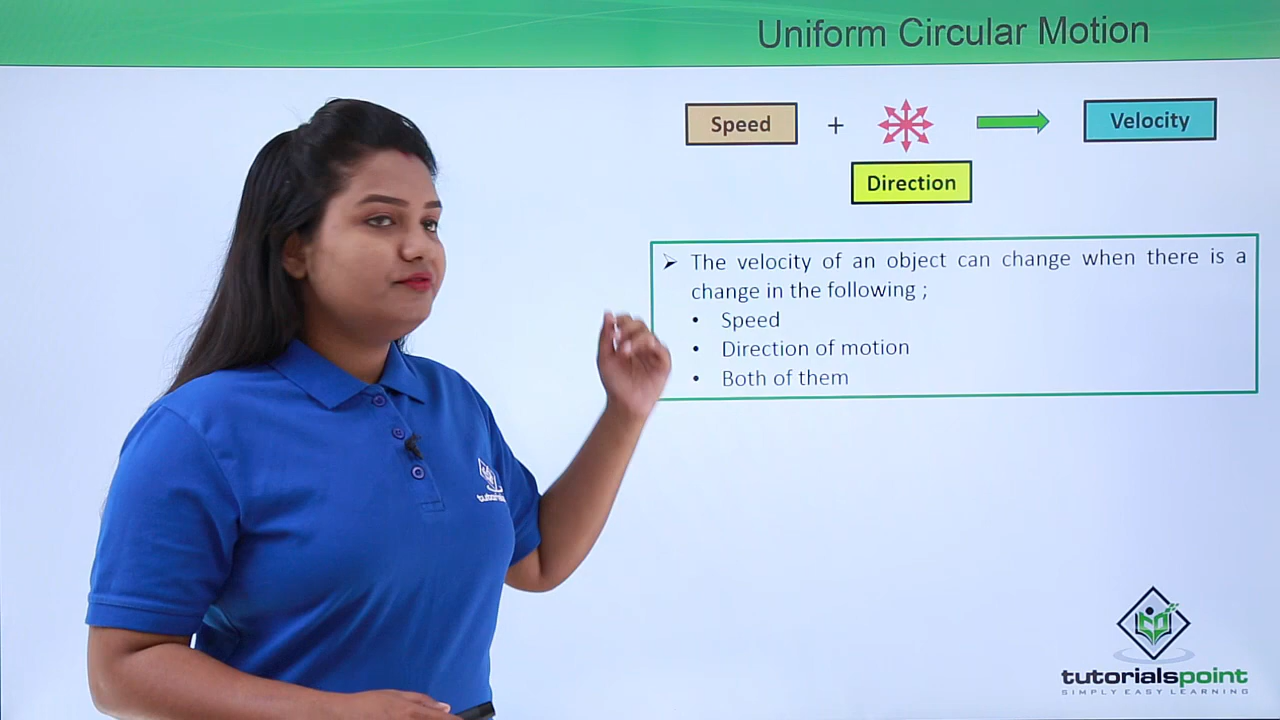 Uniform Circular Motion
Speed
+
Velocity
Direction
➢ The velocity of an object can change when there is a
change in the following ;
• Speed
• Direction of motion
• Both of them
tutorialspoint
SIMPLY EASY LEARNING